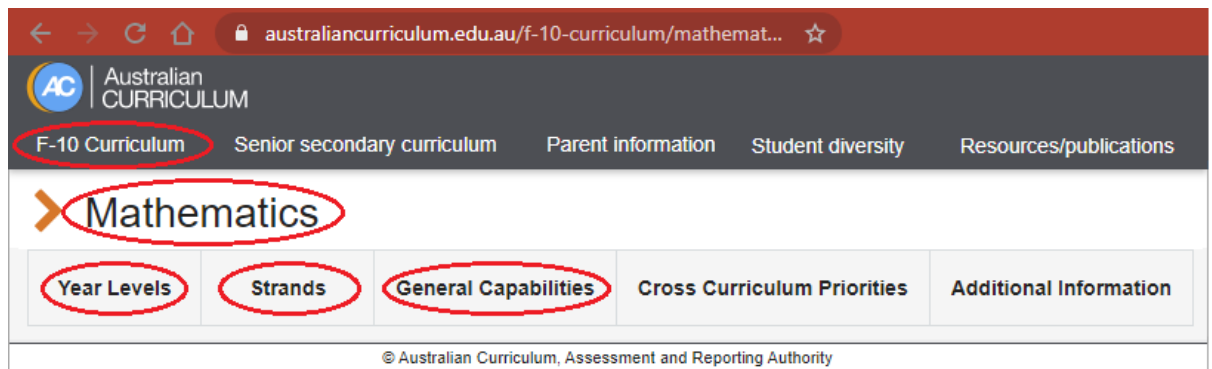 australiancurriculum.edu.au/f-10-curriculum/mathemat...
AC
Australian
CURRICULUM
F-10 Curriculum Senior secondary curriculum Parent information Student diversity Resources/publications
Mathematics
Year Levels Strands General Capabilities Cross Curriculum Priorities Additional Information
© Australian Curriculum, Assessment and Reporting Authority